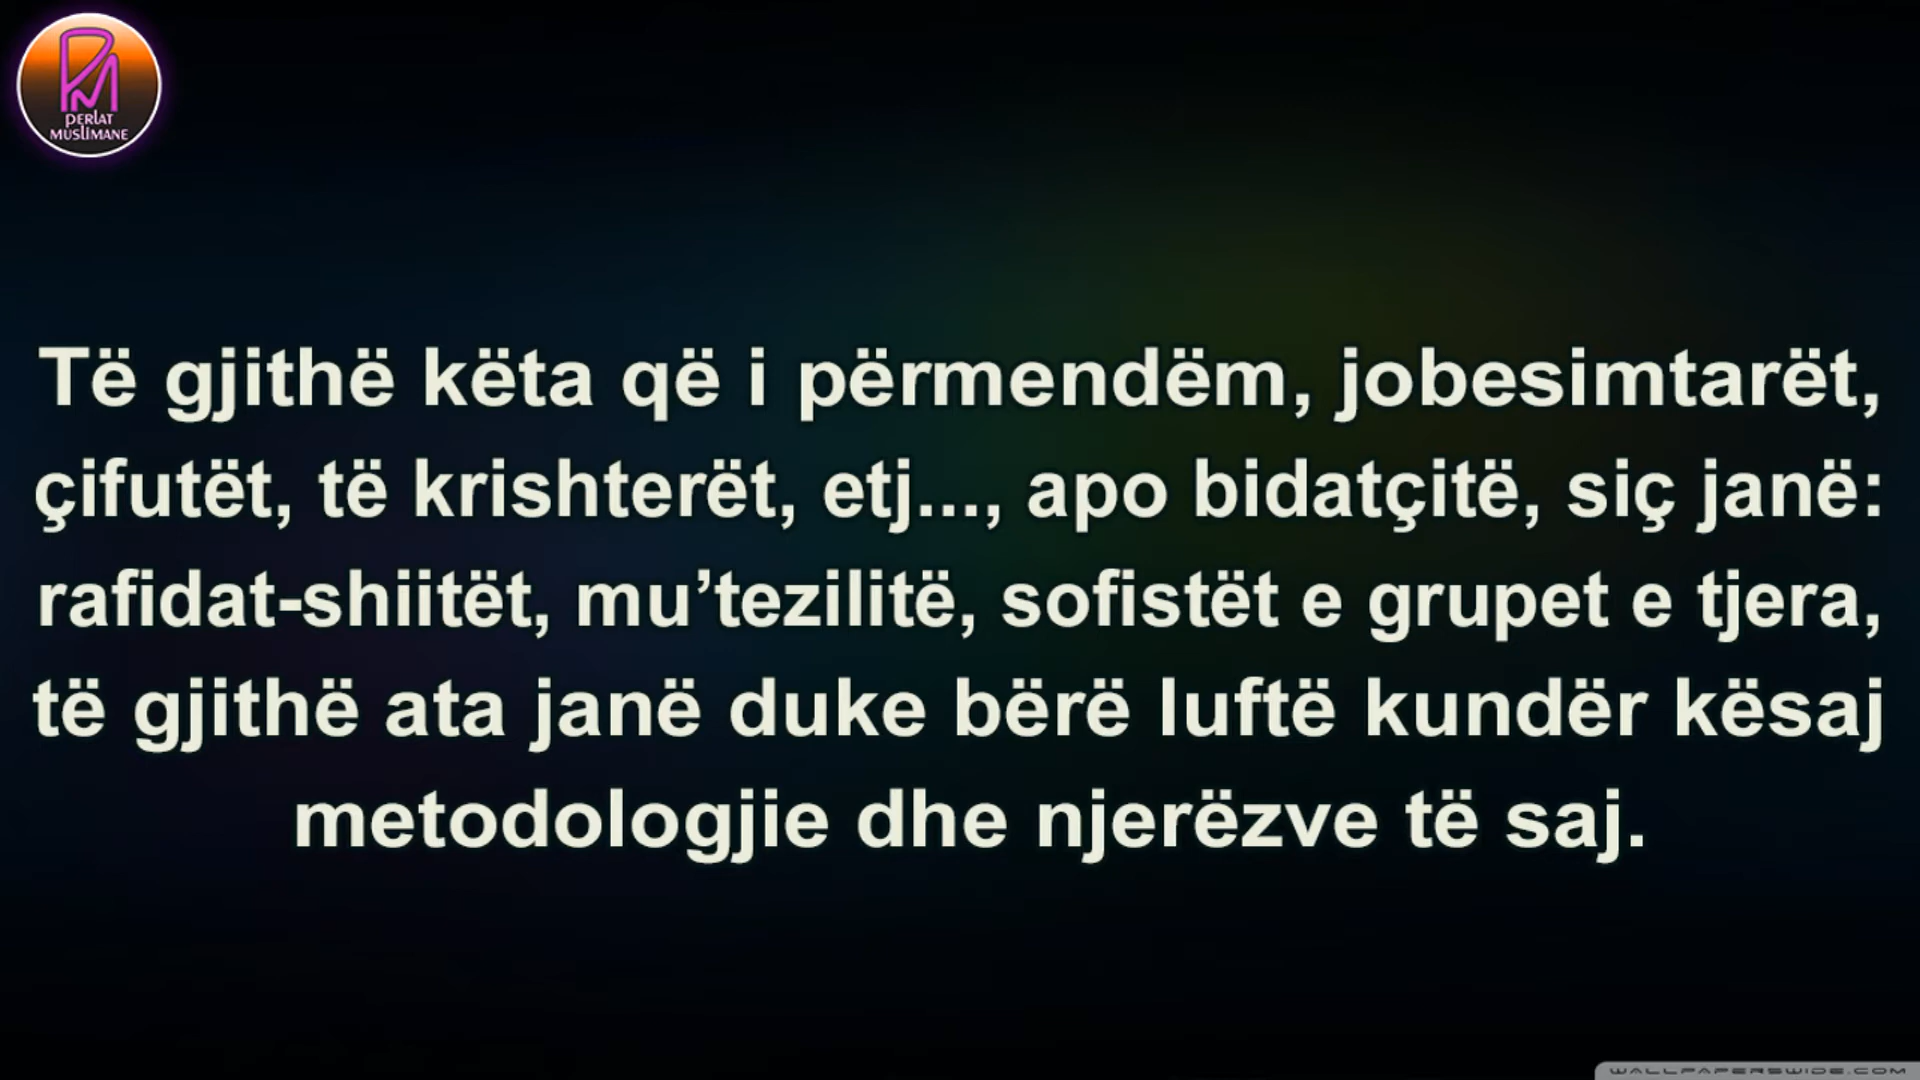 PERLAT
MUSLIMANE
Të gjithë këta që i përmendëm, jobesimtarët,
çifutët, të krishterët, etj..., apo bidatçitë, siç janë:
rafidat-shiitët, mu’tezilitë, sofistët e grupet e tjera,
të gjithë ata janë duke bërë luftë kundër kësaj
metodologjie dhe njerëzve të saj.
WALLPAPERSWIDE.COM